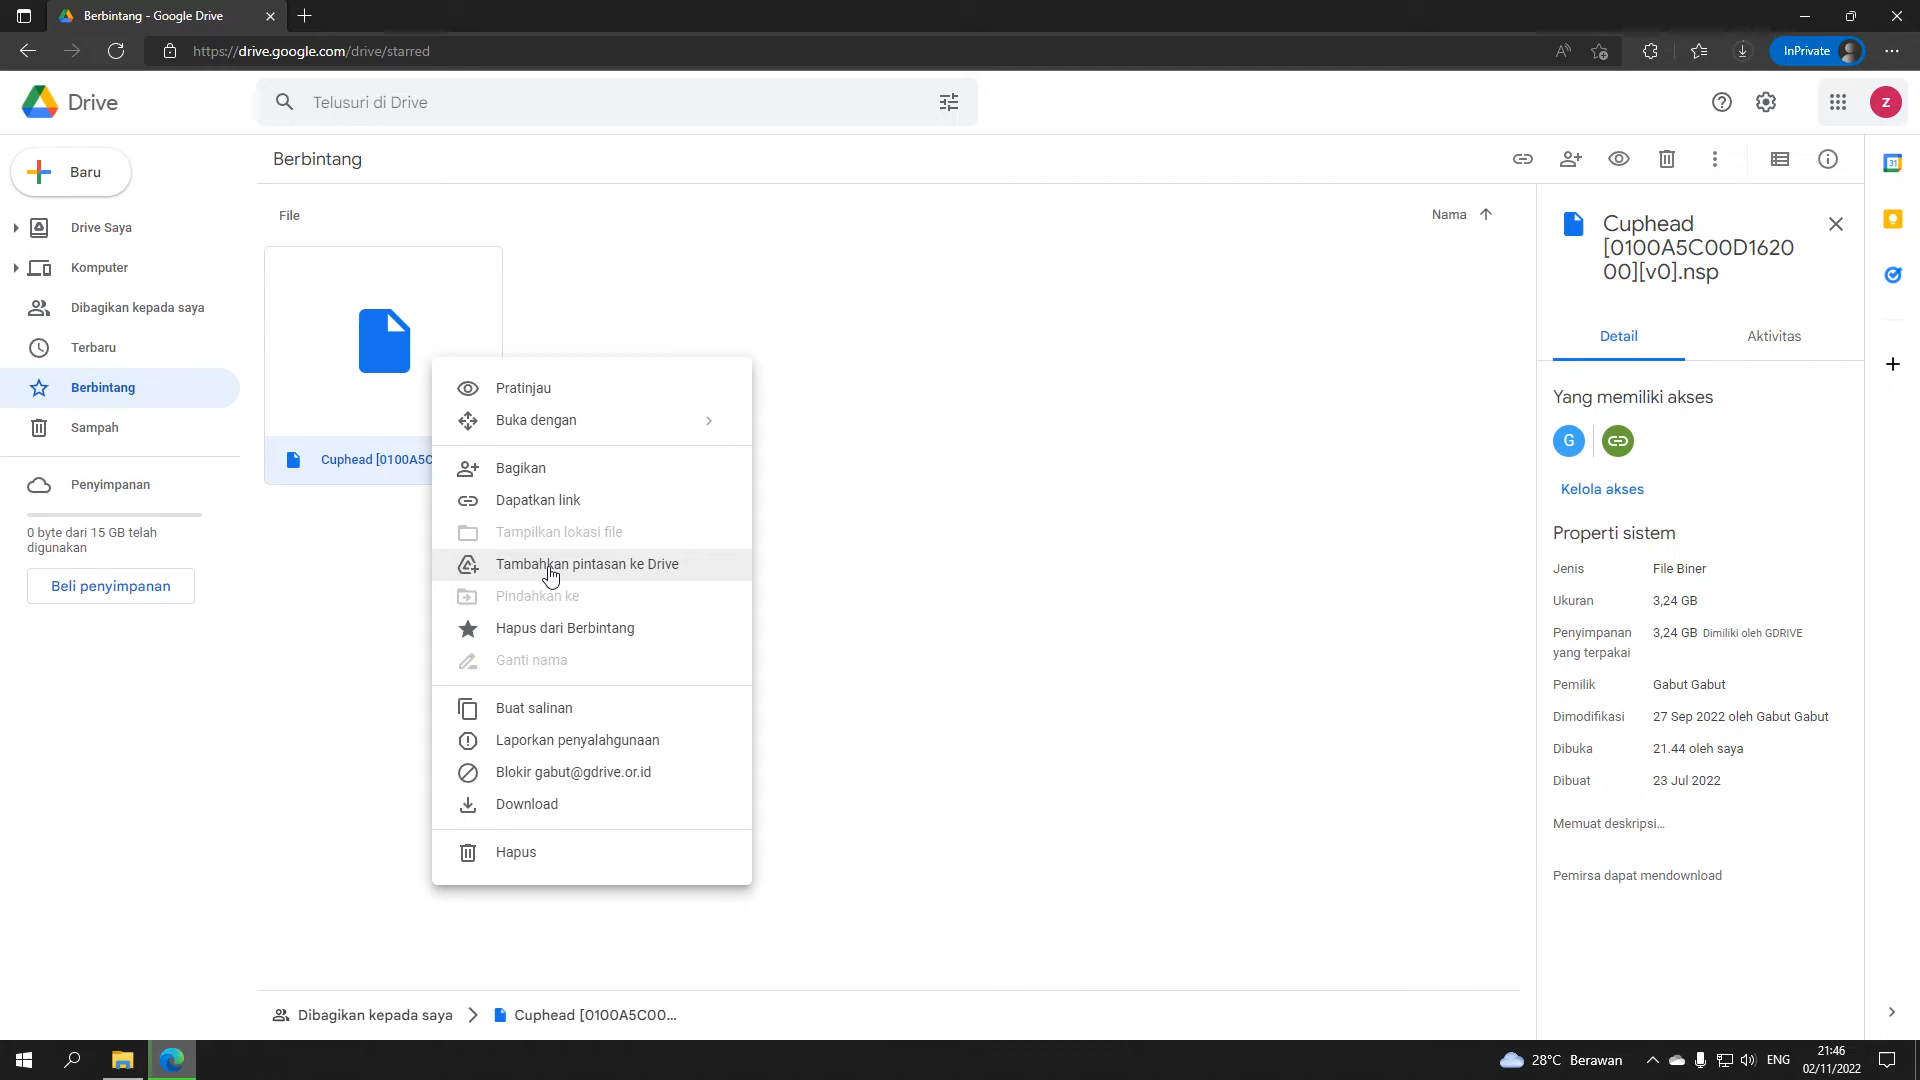 Berbintang - Google Drive
https://drive.google.com/drive/starred
InPrivate
Drive
Telusuri di Drive
Z
Baru
Drive Saya
Komputer
Dibagikan kepada saya
Terbaru
Berbintang
Sampah
Penyimpanan
0 byte dari 15 GB telah
digunakan
Beli penyimpanan
Berbintang
File
Nama
Cuphead [0100A5C
Pratinjau
Buka dengan
Bagikan
Dapatkan link
Tampilkan lokasi file
Tambahkan pintasan ke Drive
Pindahkan ke
Hapus dari Berbintang
Ganti nama
Buat salinan
Laporkan penyalahgunaan
Blokir gabut@gdrive.or.id
Download
Hapus
Cuphead
[0100A5C00D1620
00][v0].nsp
Detail
Aktivitas
Yang memiliki akses
G
Kelola akses
Properti sistem
Jenis File Biner
Ukuran 3,24 GB
Penyimpanan 3,24 GB Dimiliki oleh GDRIVE
yang terpakai
Pemilik Gabut Gabut
Dimodifikasi 27 Sep 2022 oleh Gabut Gabut
Dibuka 21.44 oleh saya
Dibuat 23 Jul 2022
Memuat deskripsi...
Pemirsa dapat mendownload
31
Dibagikan kepada saya
Cuphead [0100A5C00...
28°C Berawan
ENG
21:46
02/11/2022